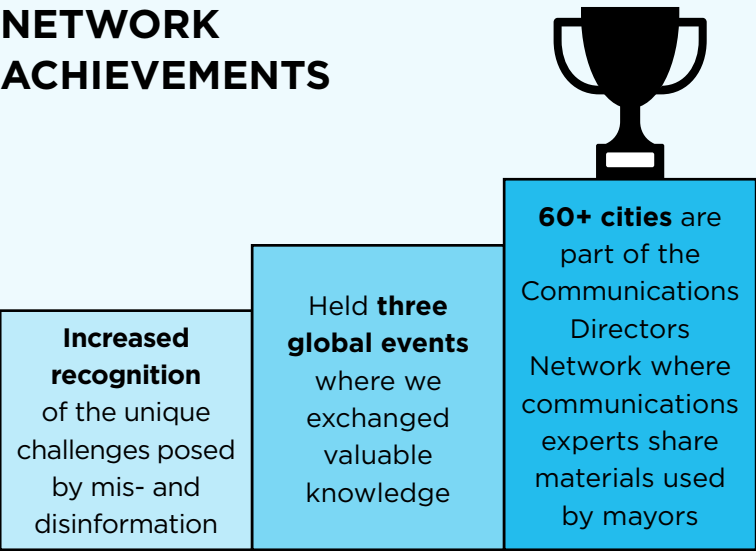 NETWORK
ACHIEVEMENTS
Increased
recognition
of the unique
challenges posed
by mis- and
disinformation
Held three
global events
where we
exchanged
valuable
knowledge
60+ cities are
part of the
Communications
Directors
Network where
communications
experts share
materials used
by mayors